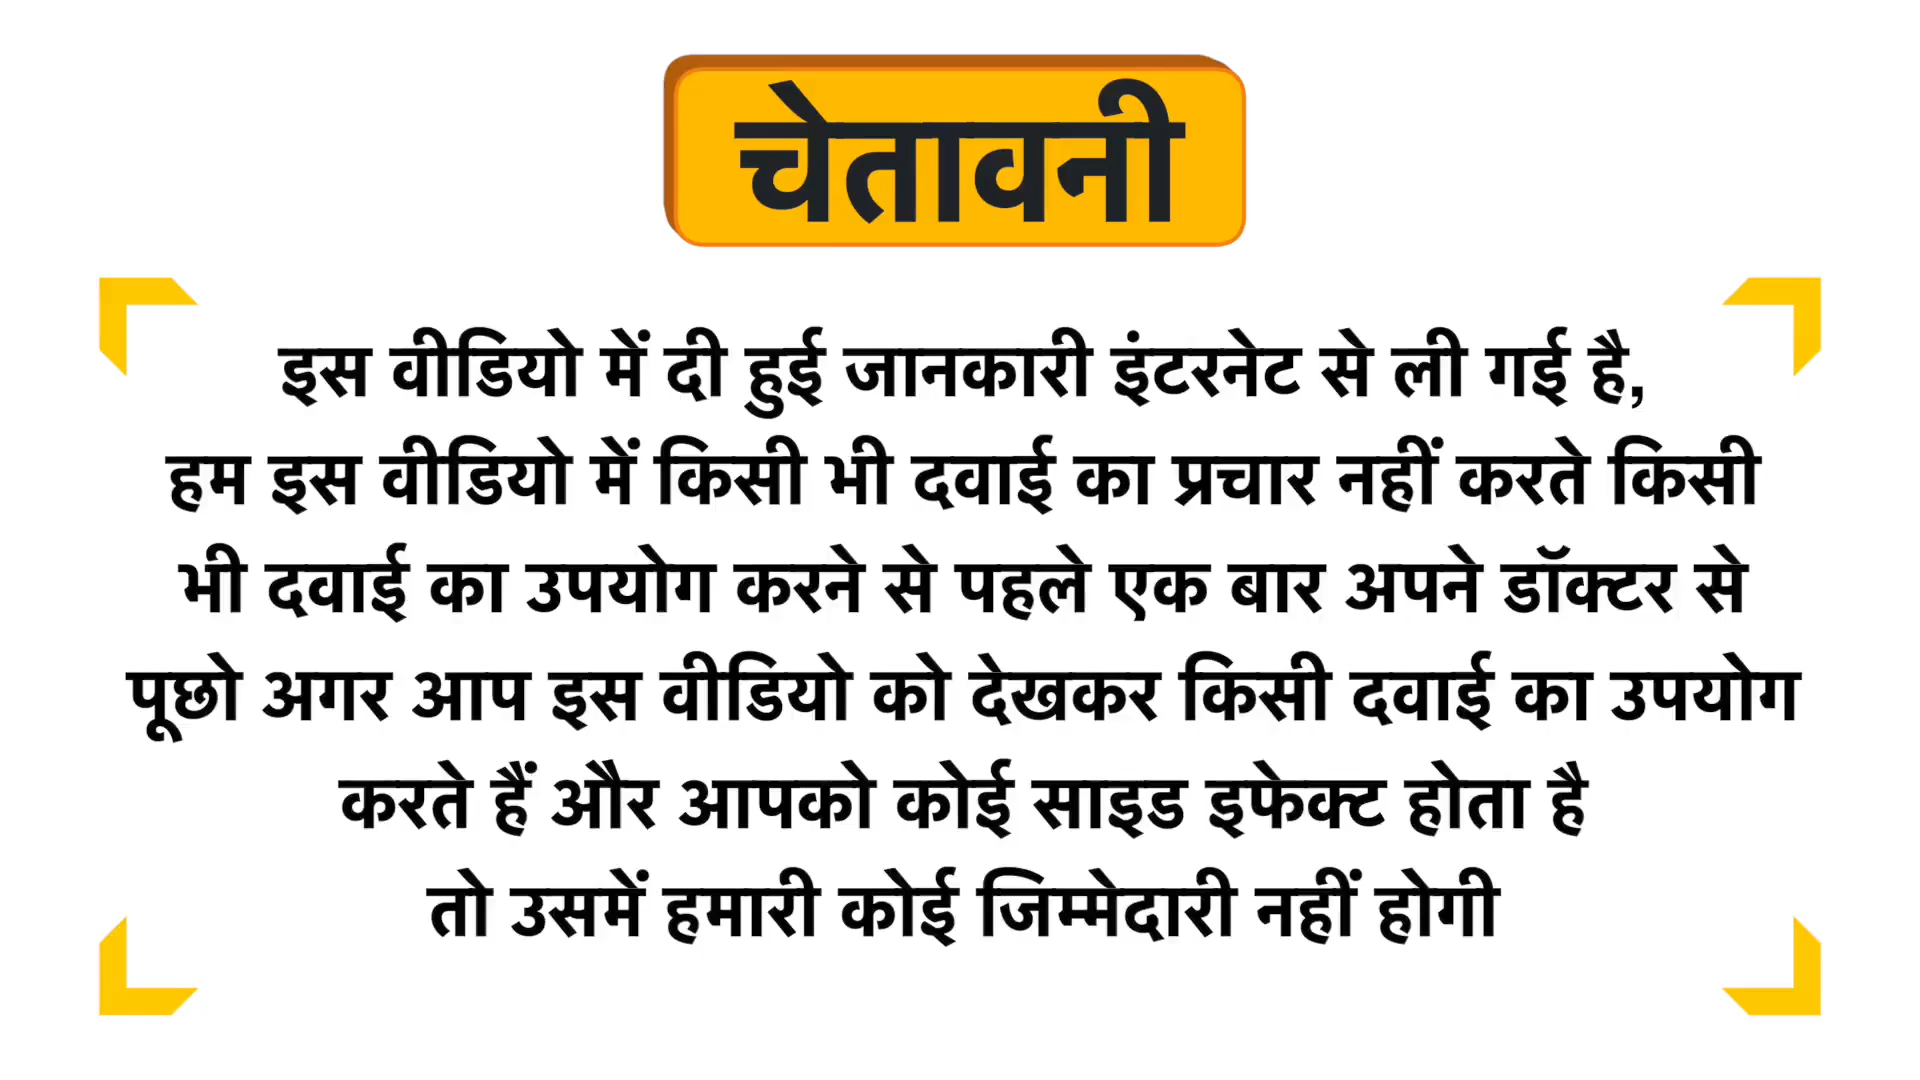 चेतावनी
इस वीडियो में दी हुई जानकारी इंटरनेट से ली गई है,
हम इस वीडियो में किसी भी दवाई का प्रचार नहीं करते किसी
भी दवाई का उपयोग करने से पहले एक बार अपने डॉक्टर से
पूछो अगर आप इस वीडियो को देखकर किसी दवाई का उपयोग
करते हैं और आपको कोई साइड इफेक्ट होता है
तो उसमें हमारी कोई जिम्मेदारी नहीं होगी